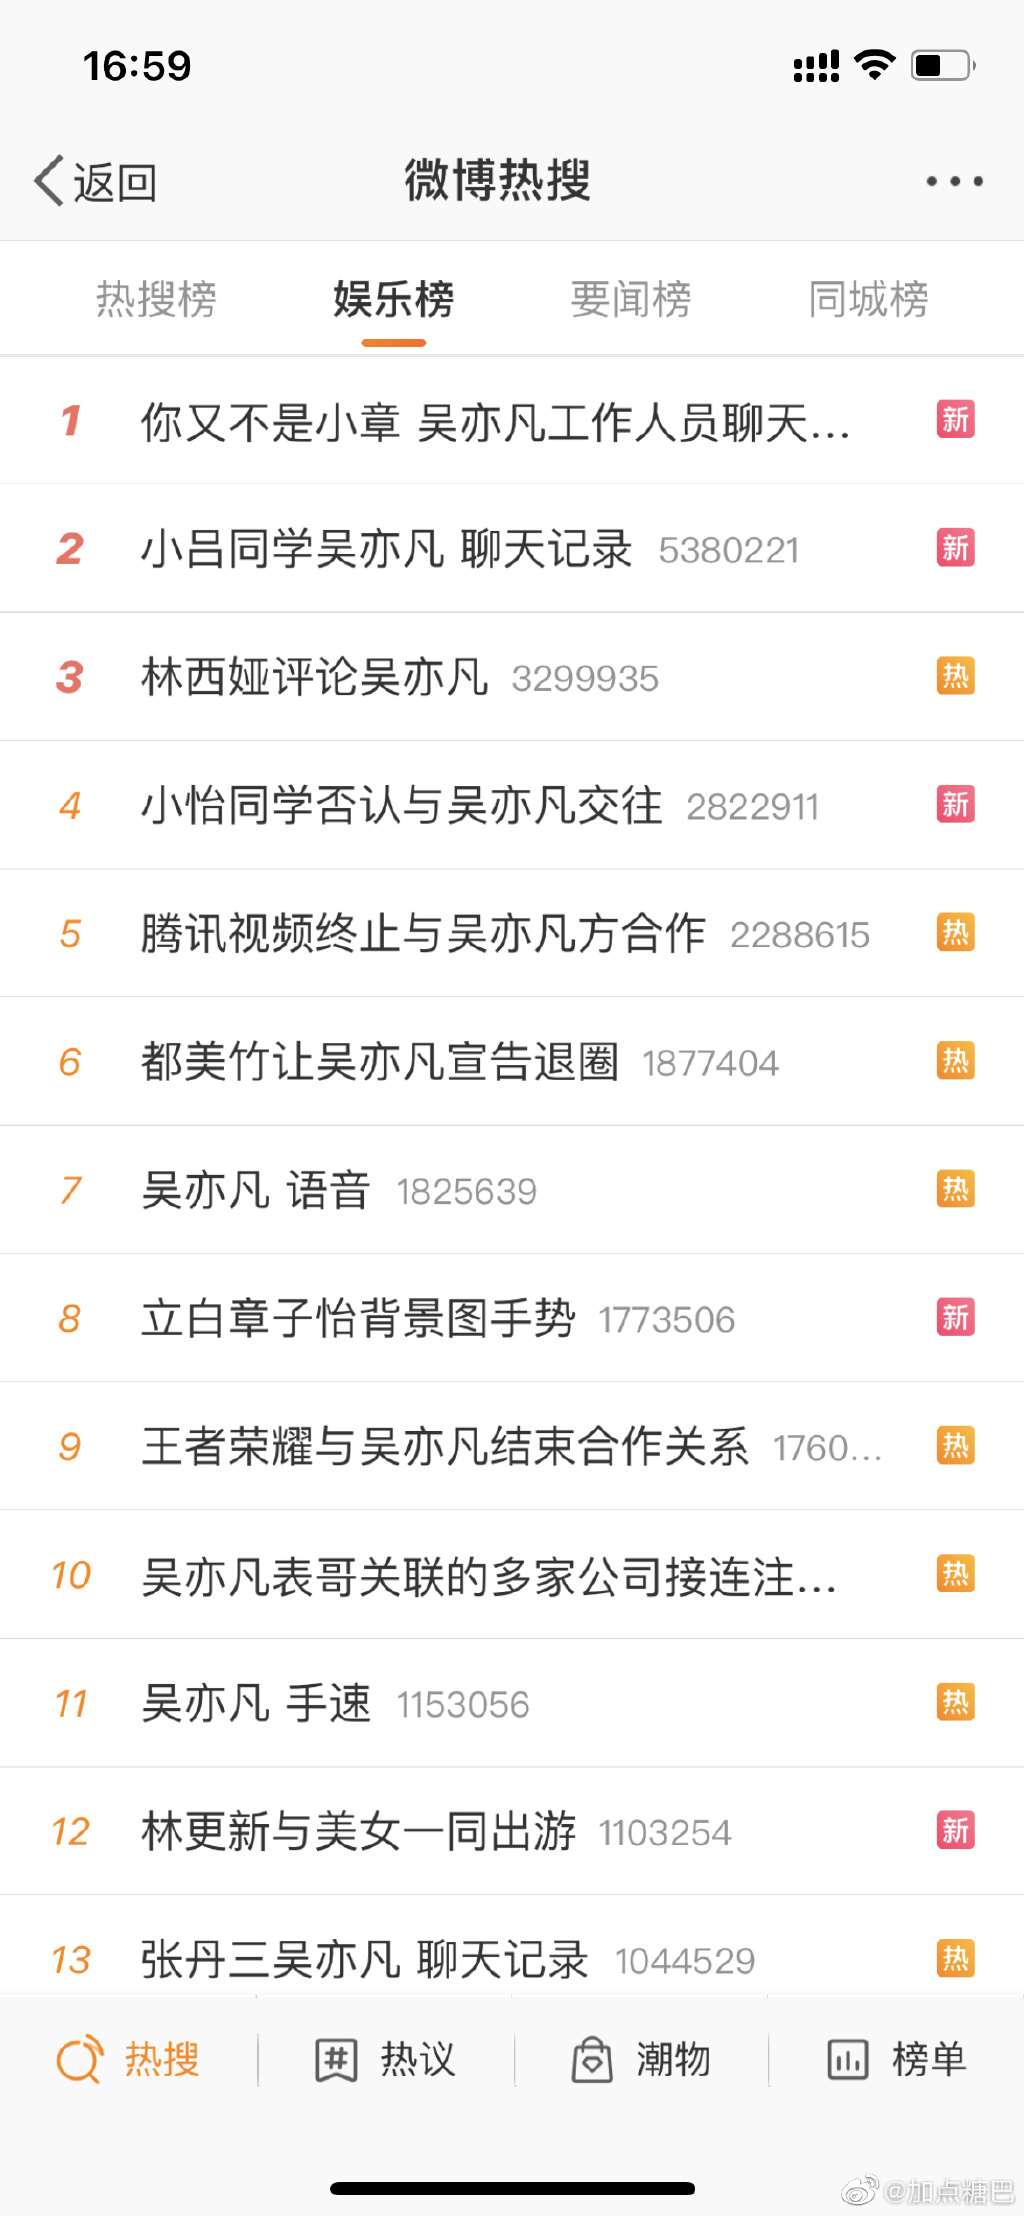 16:59
返回 微博热搜
热搜榜 娱乐榜 要闻榜 同城榜
1 你又不是小章 吴亦凡工作人员聊天... 新
2 小吕同学吴亦凡 聊天记录 5380221 新
3 林西娅评论吴亦凡 3299935 热
4 小怡同学否认与吴亦凡交往 2822911 新
5 腾讯视频终止与吴亦凡方合作 2288615 热
6 都美竹让吴亦凡宣告退圈 1877404 热
7 吴亦凡 语音 1825639 热
8 立白章子怡背景图手势 1773506 新
9 王者荣耀与吴亦凡结束合作关系 1760... 热
10 吴亦凡表哥关联的多家公司接连注... 热
11 吴亦凡 手速 1153056 热
12 林更新与美女一同出游 1103254 新
13 张丹三吴亦凡 聊天记录 1044529 热
热搜 热议 潮物 榜单
@加点糖巴